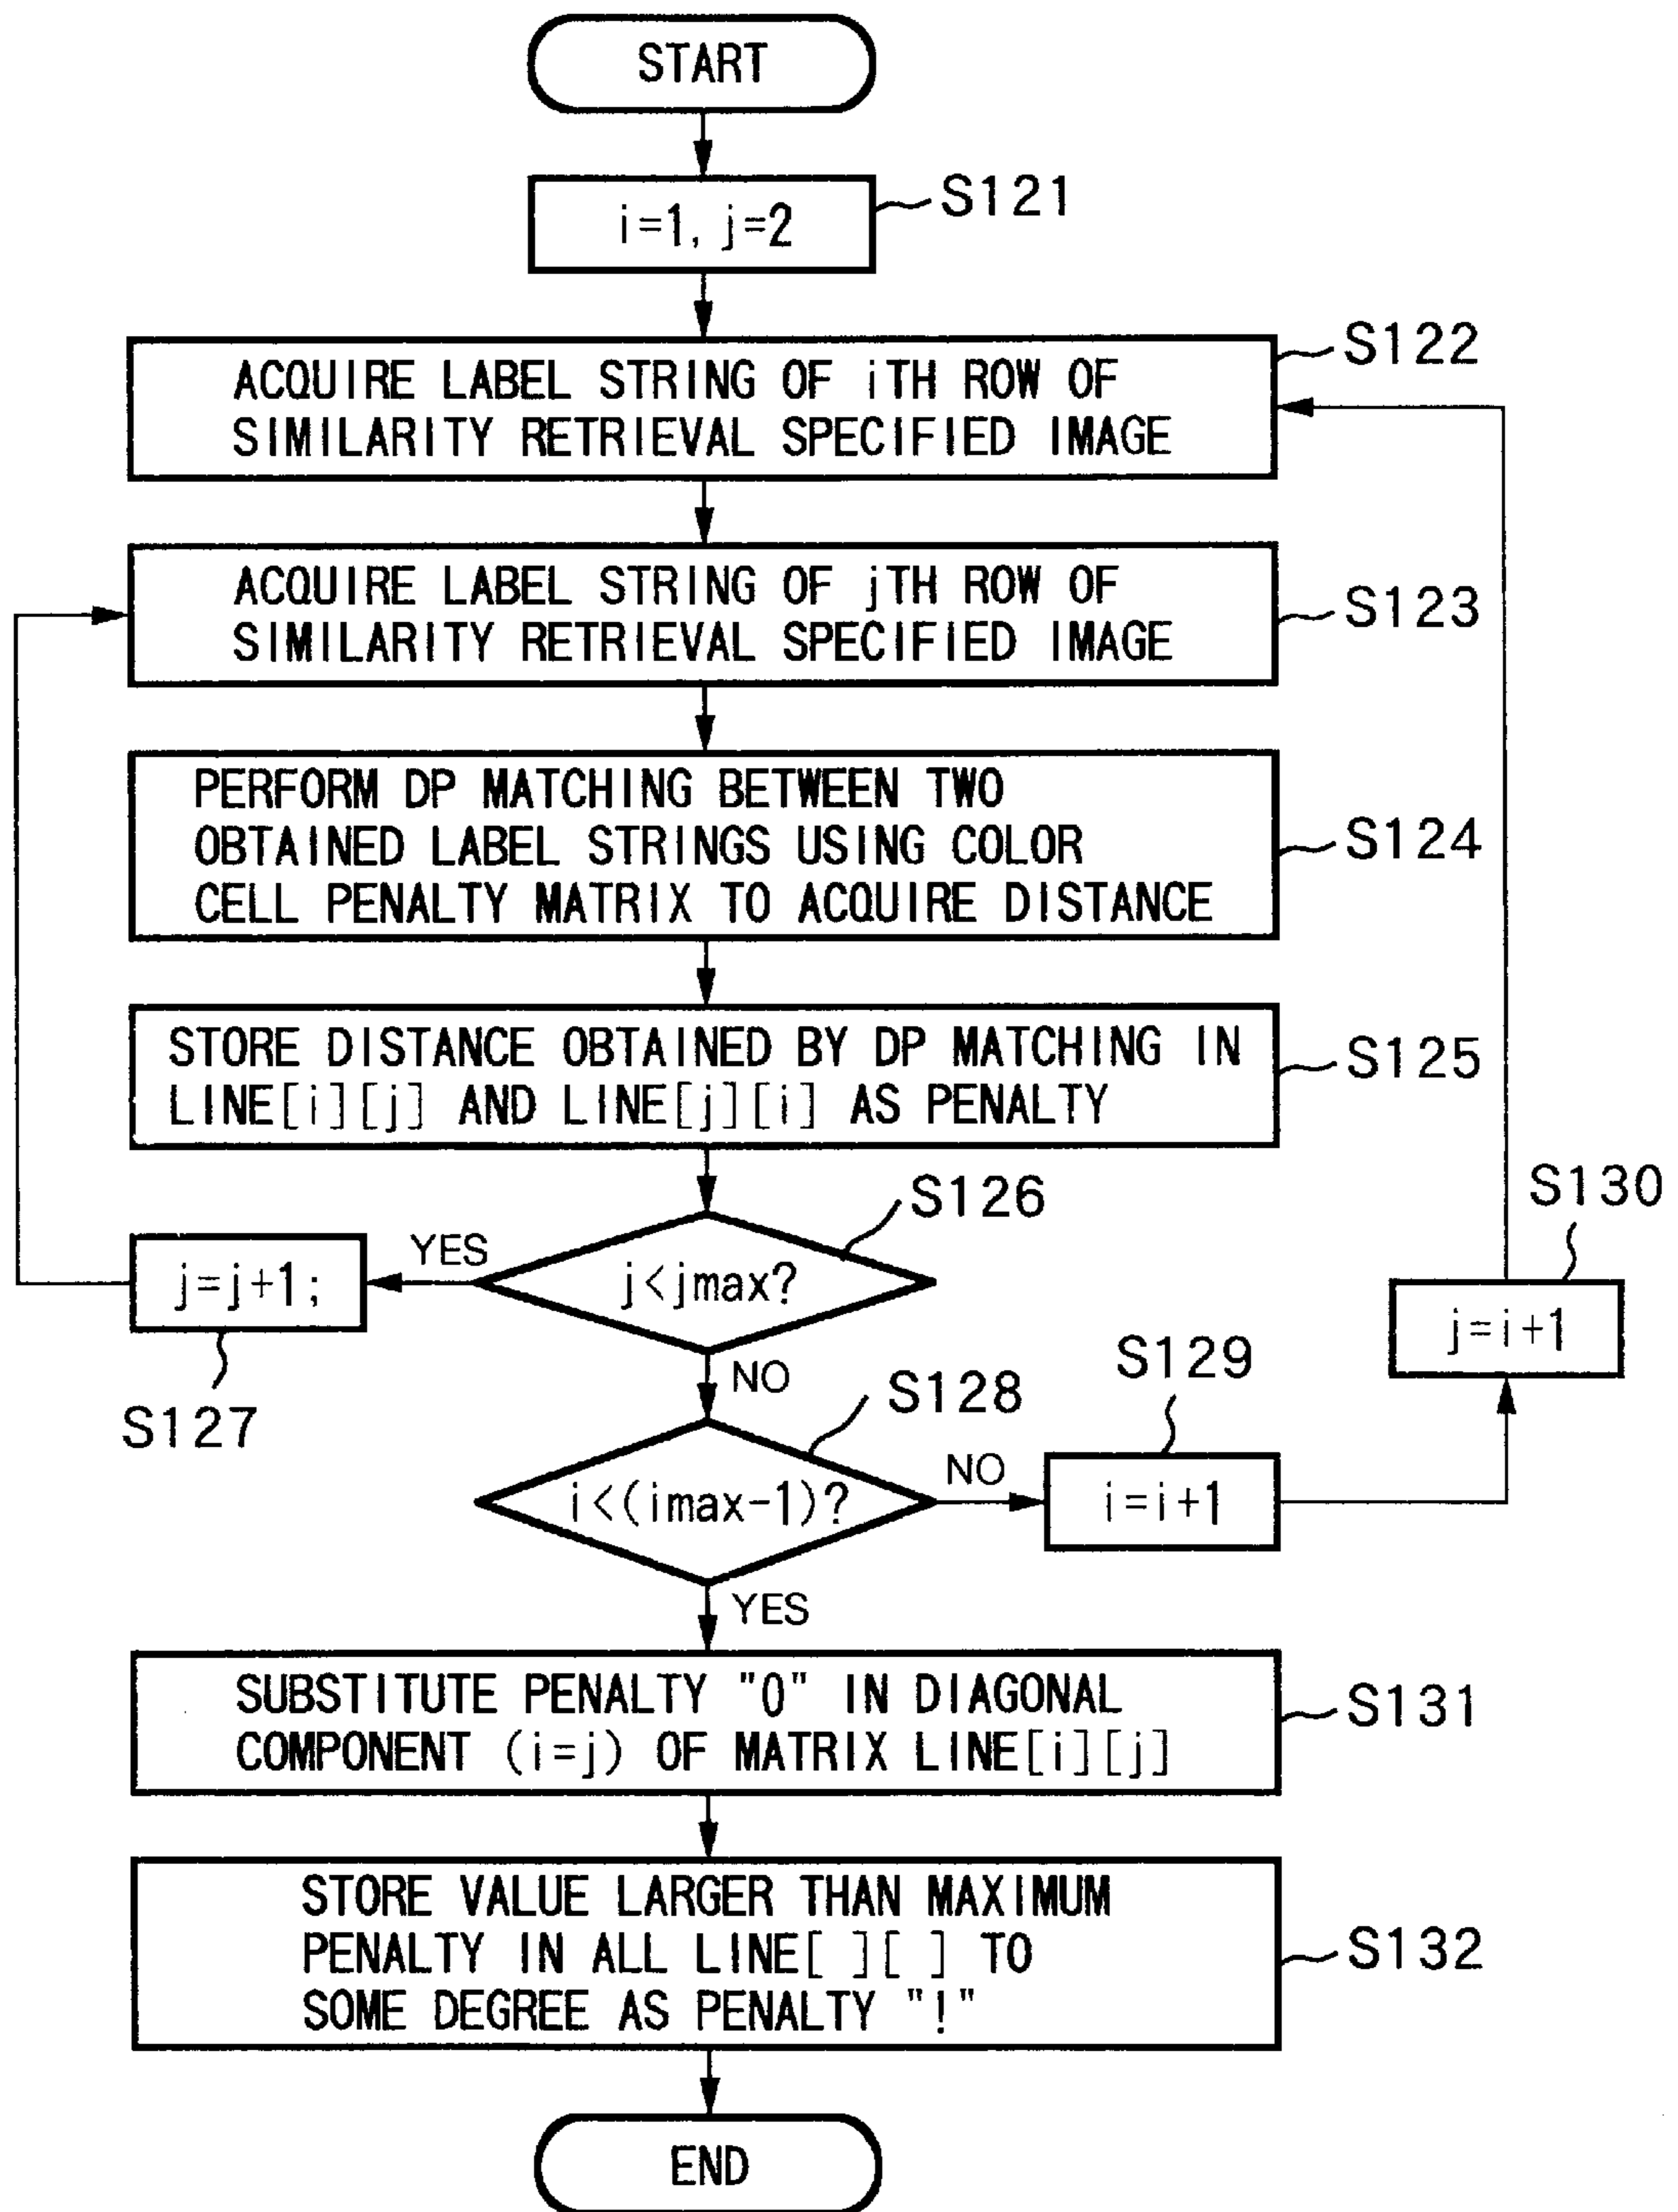 START
S121
i=1, j=2
S122
ACQUIRE LABEL STRING OF iTH ROW OF
SIMILARITY RETRIEVAL SPECIFIED IMAGE
S123
ACQUIRE LABEL STRING OF jTH ROW OF
SIMILARITY RETRIEVAL SPECIFIED IMAGE
S124
PERFORM DP MATCHING BETWEEN TWO
OBTAINED LABEL STRINGS USING COLOR
CELL PENALTY MATRIX TO ACQUIRE DISTANCE
S125
STORE DISTANCE OBTAINED BY DP MATCHING IN
LINE[i][j] AND LINE[j][i] AS PENALTY
S126
j<jmax?
YES
j=j+1;
S127
NO
S128
i<(imax-1)?
NO
S129
i=i+1
S130
j=i+1
YES
S131
SUBSTITUTE PENALTY "0" IN DIAGONAL
COMPONENT (i=j) OF MATRIX LINE[i][j]
S132
STORE VALUE LARGER THAN MAXIMUM
PENALTY IN ALL LINE[ ][ ] TO
SOME DEGREE AS PENALTY "!"
END